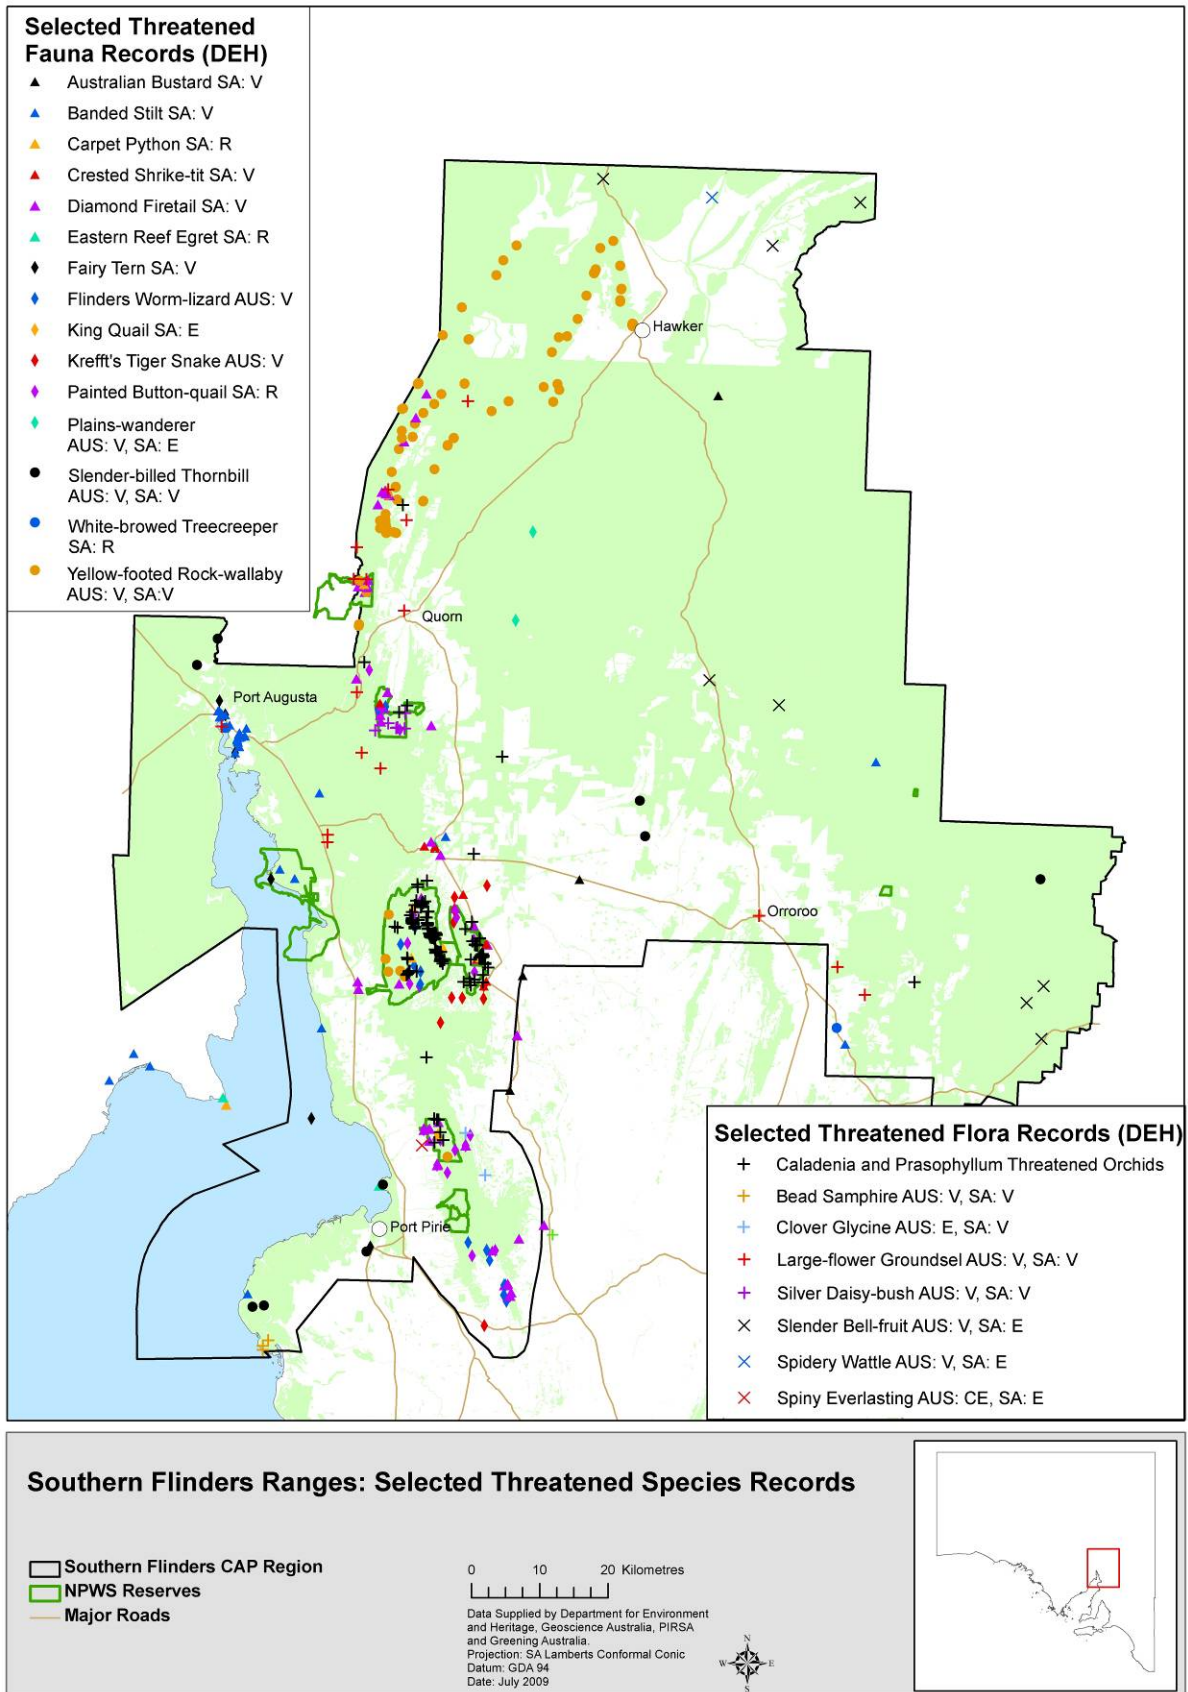 Selected Threatened
Fauna Records (DEH)
Australian Bustard SA: V
Banded Stilt SA: V
Carpet Python SA: R
Crested Shrike-tit SA: V
Diamond Firetail SA: V
Eastern Reef Egret SA: R
Fairy Tern SA: V
Flinders Worm-lizard AUS: V
King Quail SA: E
Krefft's Tiger Snake AUS: V
Painted Button-quail SA: R
Plains-wanderer
AUS: V, SA: E
Slender-billed Thornbill
AUS: V, SA: V
White-browed Treecreeper
SA: R
Yellow-footed Rock-wallaby
AUS: V, SA:V
Hawker
Quorn
Port Augusta
Orroroo
Port Pirie
Selected Threatened Flora Records (DEH)
Caladenia and Prasophyllum Threatened Orchids
Bead Samphire AUS: V, SA: V
Clover Glycine AUS: E, SA: V
Large-flower Groundsel AUS: V, SA: V
Silver Daisy-bush AUS: V, SA: V
Slender Bell-fruit AUS: V, SA: E
Spidery Wattle AUS: V, SA: E
Spiny Everlasting AUS: CE, SA: E
Southern Flinders Ranges: Selected Threatened Species Records
Southern Flinders CAP Region
NPWS Reserves
Major Roads
0 10 20 Kilometres
Data Supplied by Department for Environment
and Heritage, Geoscience Australia, PIRSA
and Greening Australia.
Projection: SA Lamberts Conformal Conic
Datum: GDA 94
Date: July 2009
N
W E
S